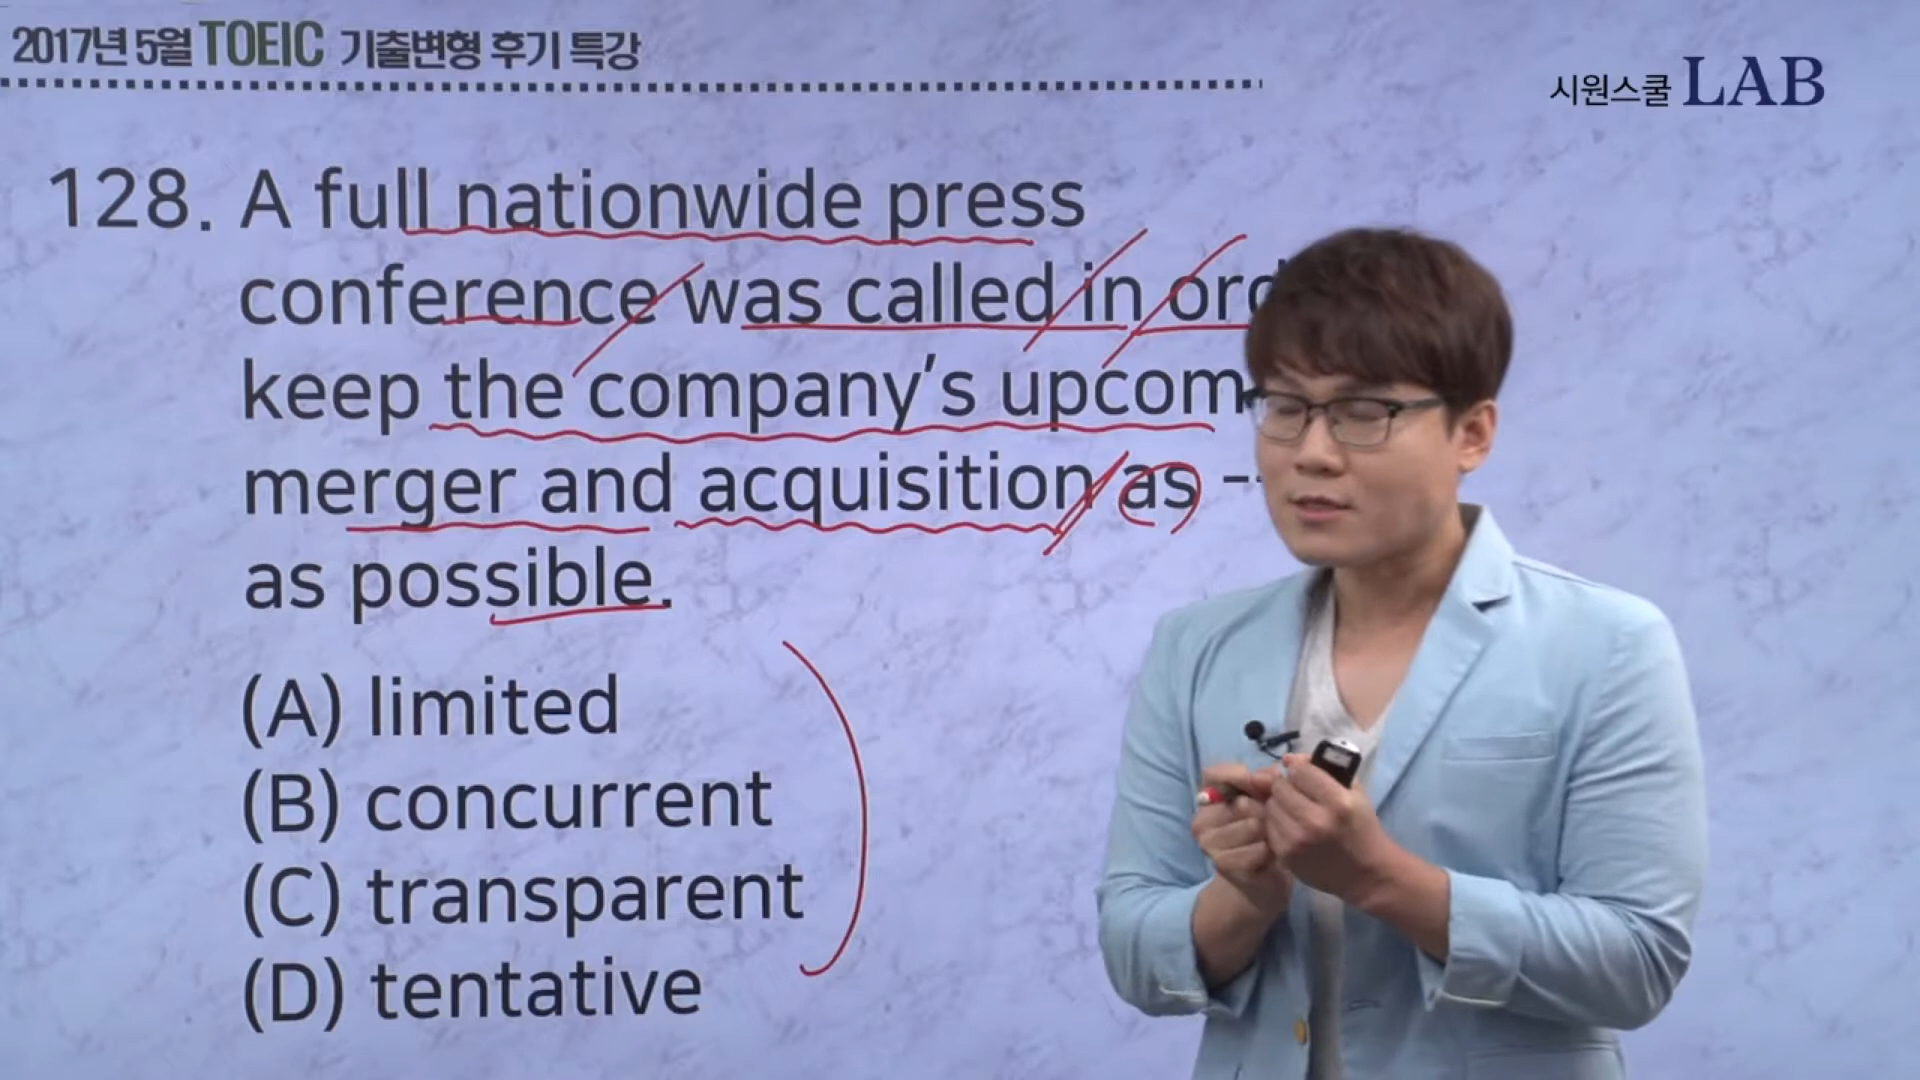 2017년 5월 TOEIC 기출변형 후기 특강
시원스쿨 LAB
128. A full nationwide press
conference was called in
keep the company's
merger and acquisition as --
as possible.
(A) limited
(B) concurrent
(C) transparent
(D) tentative